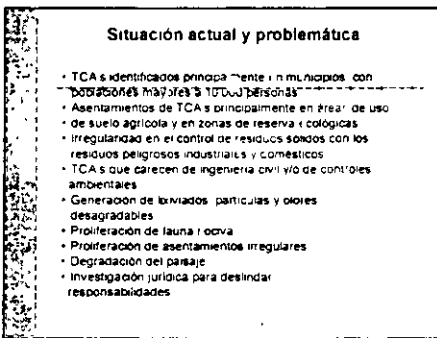 Situación actual y problemática
• TCA s identificados principalmente en municipios con
poblaciones mayores a 10 000 personas
• Asentamientos de TCA s principalmente en áreas de uso
• de suelo agrícola y en zonas de reserva ecológicas
• Irregularidad en el control de residuos sólidos con los
residuos peligrosos industriales y domésticos
• TCA s que carecen de ingeniería civil y/o de controles
ambientales
• Generación de lixiviados, partículas y olores
desagradables
• Proliferación de fauna nociva
• Proliferación de asentamientos irregulares
• Degradación del paisaje
• Investigación jurídica para deslindar
responsabilidades